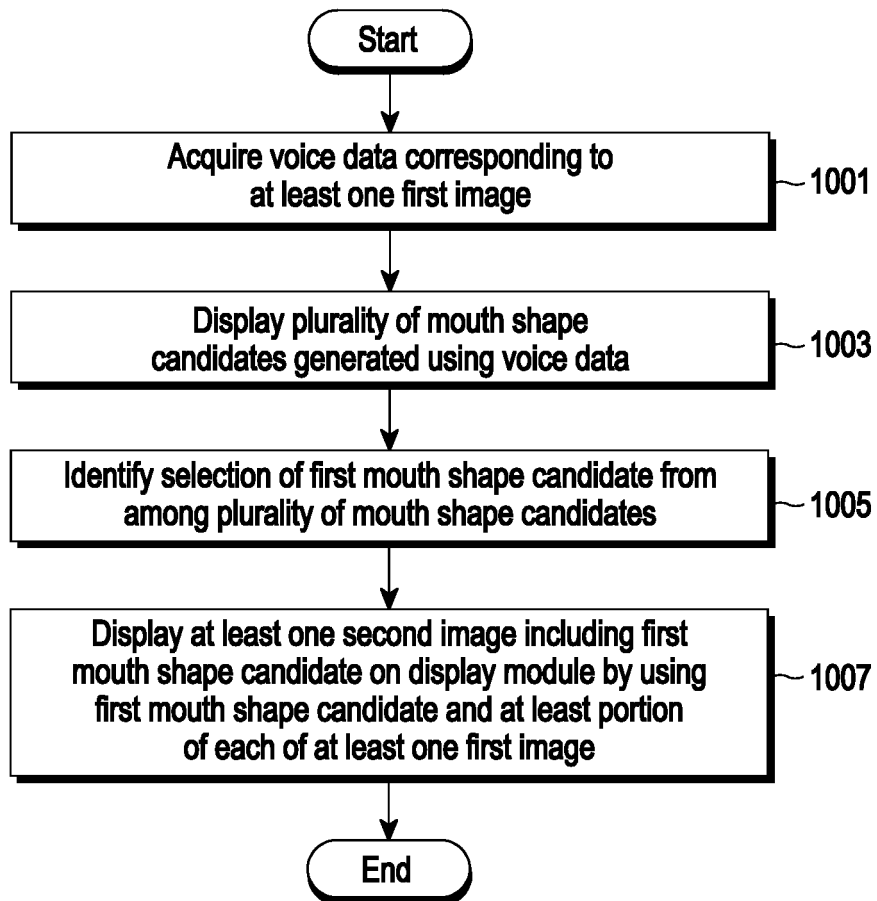 Start
Acquire voice data corresponding to
at least one first image
1001
Display plurality of mouth shape
candidates generated using voice data
1003
Identify selection of first mouth shape candidate from
among plurality of mouth shape candidates
1005
Display at least one second image including first
mouth shape candidate on display module by using
first mouth shape candidate and at least portion
of each of at least one first image
1007
End